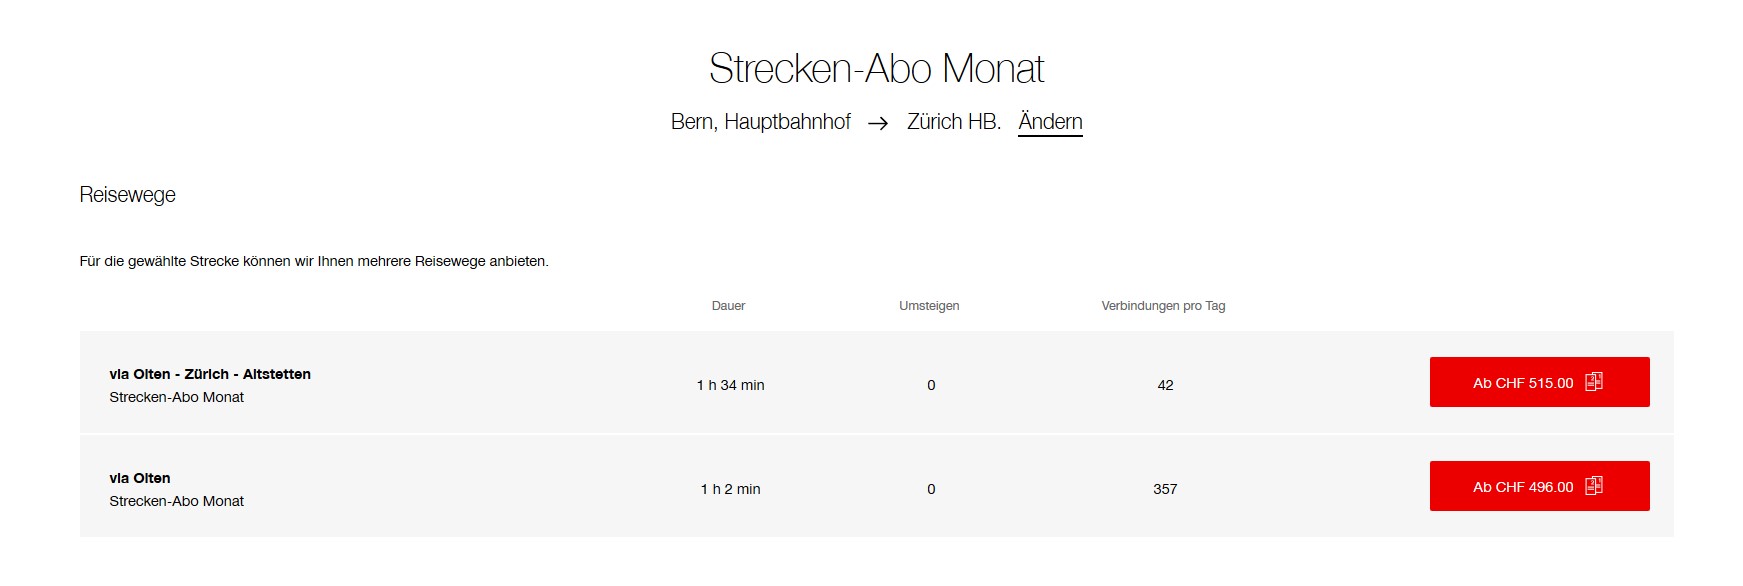 Strecken-Abo Monat
Bern, Hauptbahnhof → Zürich HB. Ändern
Reisewege
Für die gewählte Strecke können wir Ihnen mehrere Reisewege anbieten.
Dauer Umsteigen Verbindungen pro Tag
via Olten - Zürich - Altstetten
Strecken-Abo Monat
1 h 34 min 0 42 Ab CHF 515.00
via Olten
Strecken-Abo Monat
1 h 2 min 0 357 Ab CHF 496.00